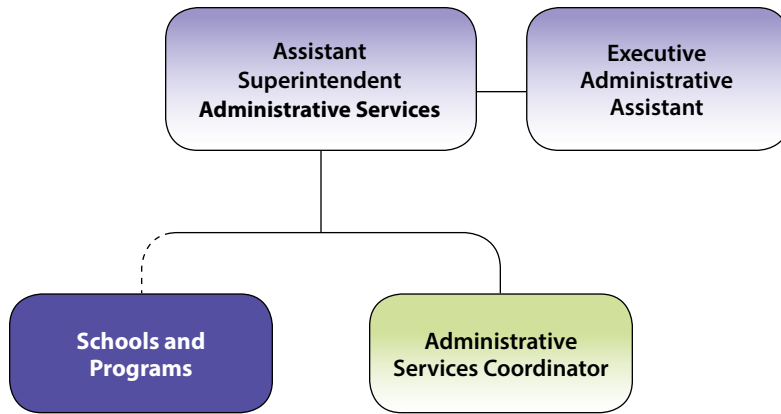 Assistant
Superintendent
Administrative Services
Executive
Administrative
Assistant
Schools and
Programs
Administrative
Services Coordinator